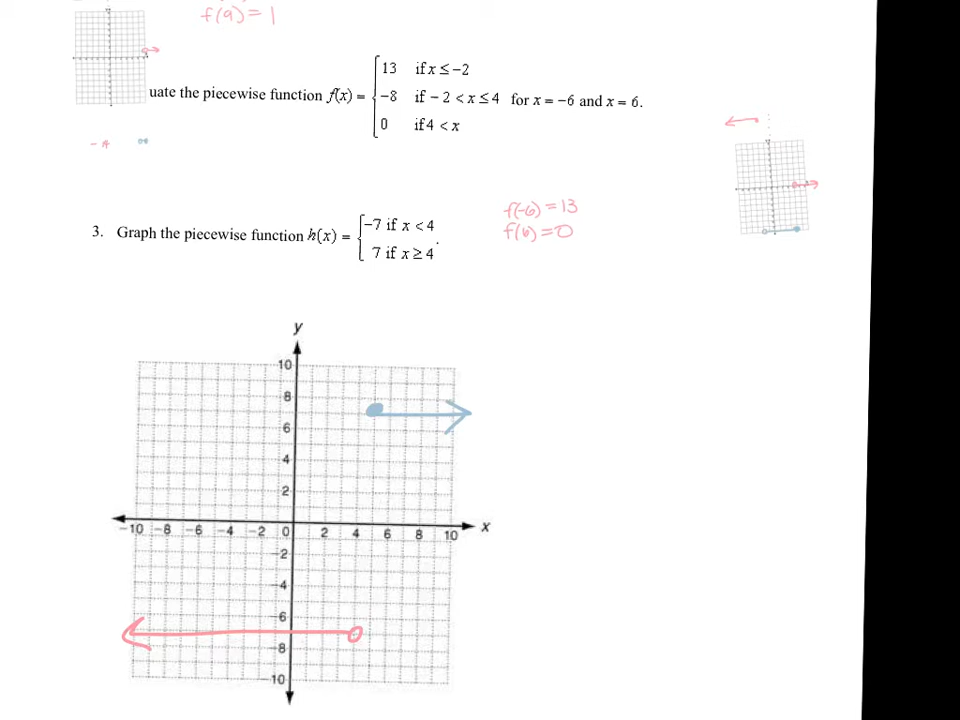 f(9) = 1
uate the piecewise function f(x) = { 13 if x ≤ −2
−8 if − 2 < x ≤ 4 for x = −6 and x = 6.
0 if 4 < x
f(-6) = 13
f(6) = 0
3. Graph the piecewise function h(x) = { −7 if x < 4
7 if x ≥ 4 .
y
10
8
6
4
2
−10 −8 −6 −4 −2 0 2 4 6 8 10 x
−2
−4
−6
−8
−10